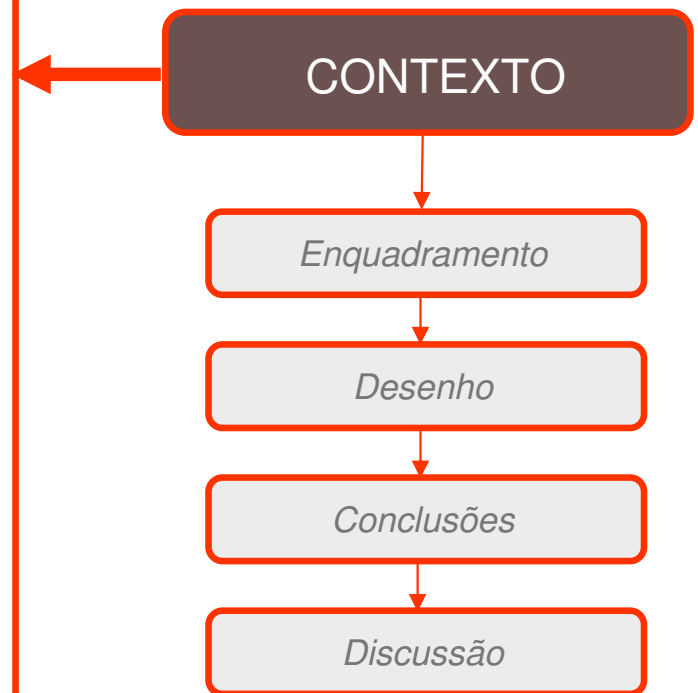 CONTEXTO
Enquadramento
Desenho
Conclusões
Discussão